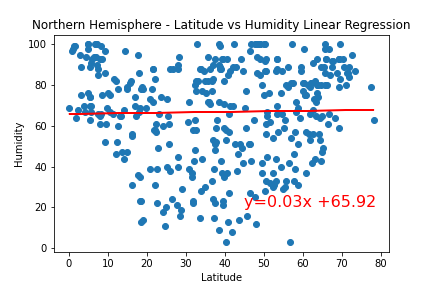 Northern Hemisphere - Latitude vs Humidity Linear Regression
100
80
60
40
20
0
Humidity
y=0.03x +65.92
0 10 20 30 40 50 60 70 80
Latitude